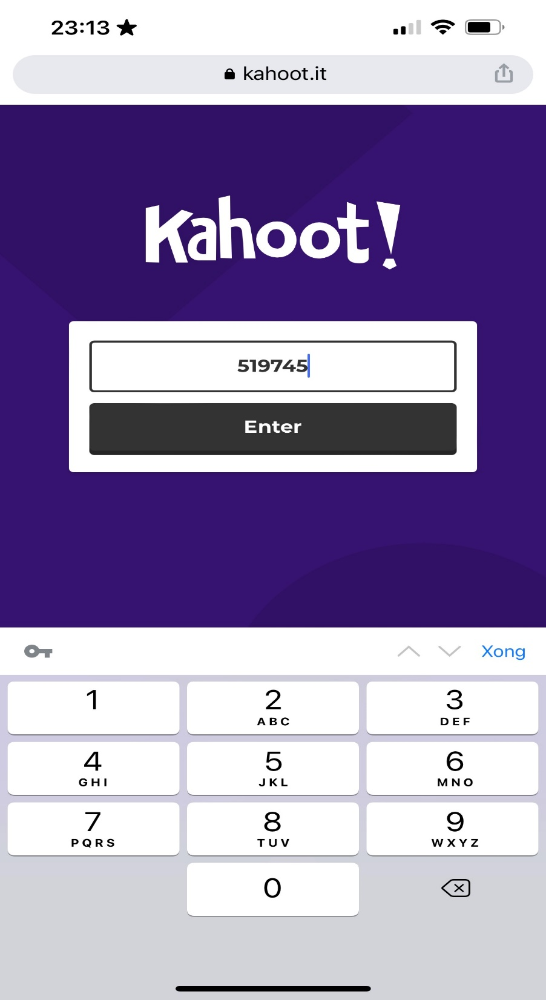 23:13
kahoot.it
Kahoot!
519745
Enter
Xong
1
2
ABC
3
DEF
4
GHI
5
JKL
6
MNO
7
PQRS
8
TUV
9
WXYZ
0